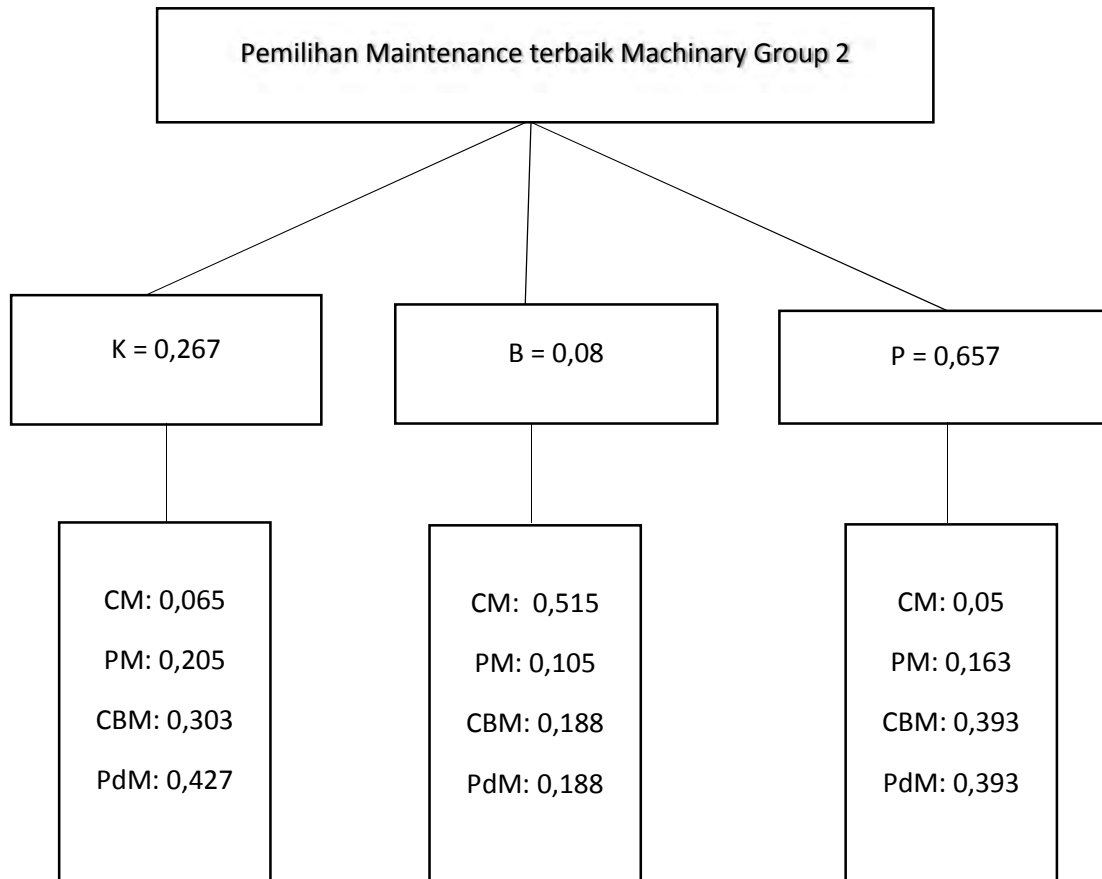 Pemilihan Maintenance terbaik Machinary Group 2
K = 0,267
B = 0,08
P = 0,657
CM: 0,065
PM: 0,205
CBM: 0,303
PdM: 0,427
CM:  0,515
PM: 0,105
CBM: 0,188
PdM: 0,188
CM: 0,05
PM: 0,163
CBM: 0,393
PdM: 0,393